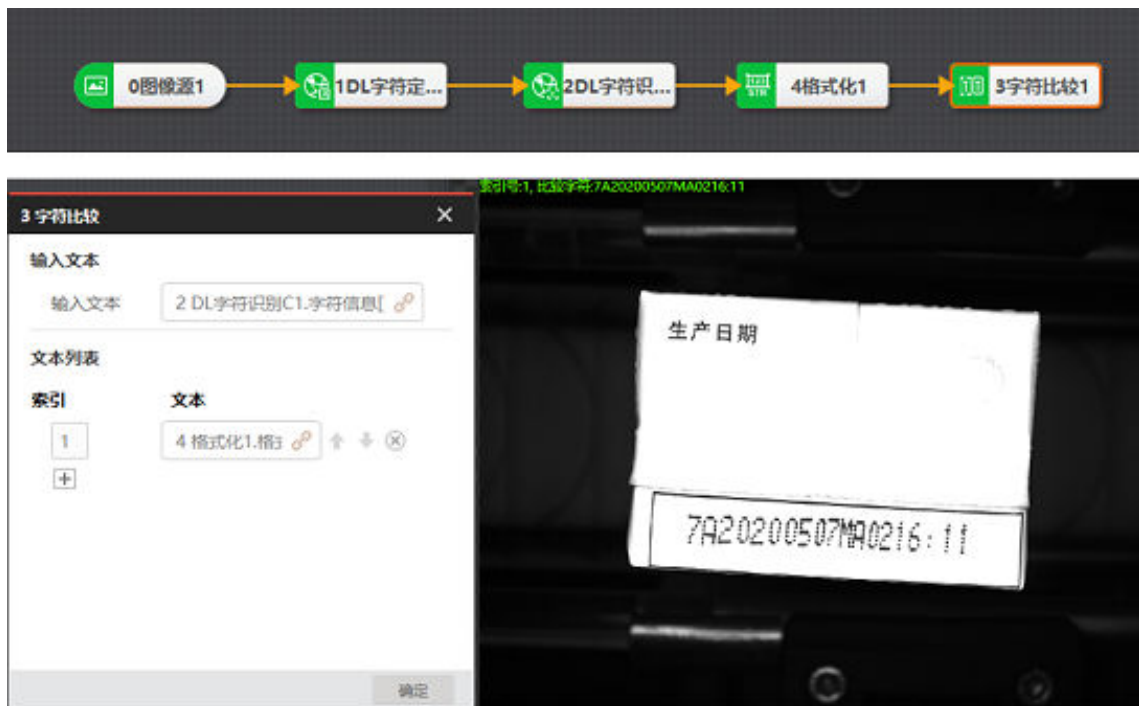 0图像源1
1DL字符定...
2DL字符识...
4格式化1
3字符比较1
3 字符比较
输入文本
输入文本 2 DL字符识别C1.字符信息[
文本列表
索引 文本
1 4 格式化1.格
确定
索引号:1, 比较字符:7A20200507MA0216:11
生产日期
7A20200507MA0216:11